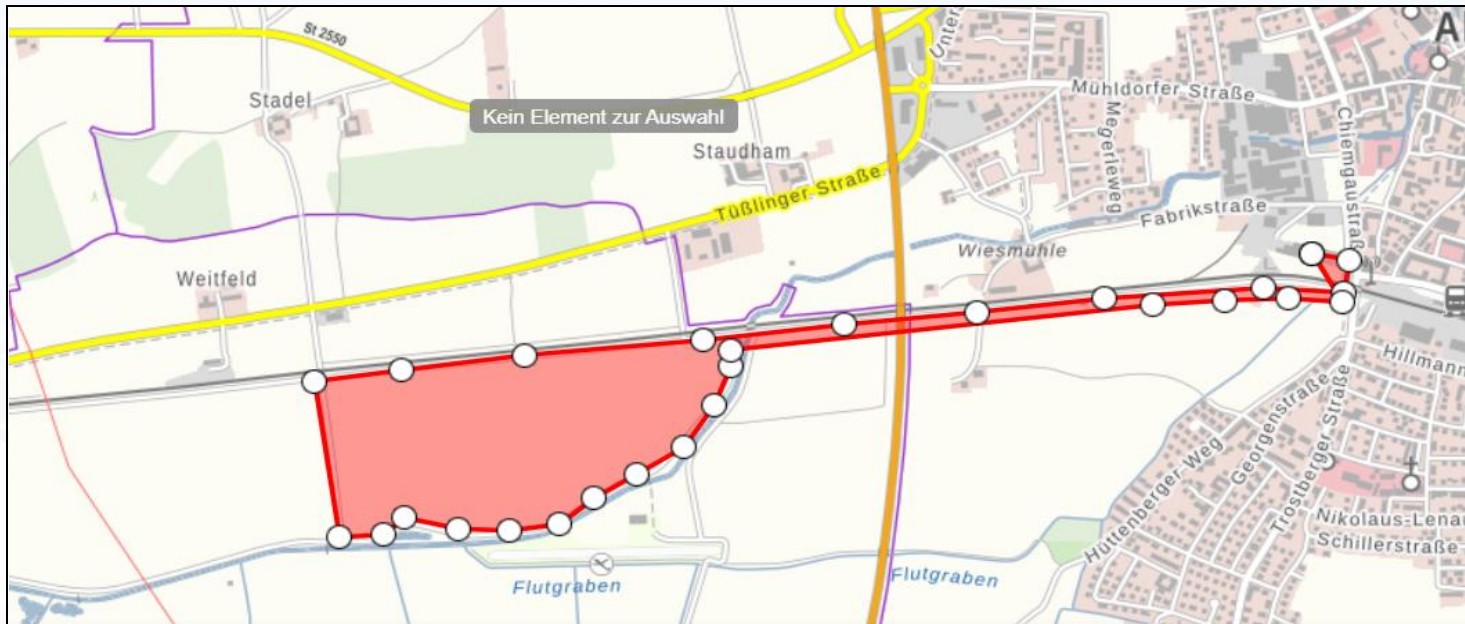 St 2550
A
Unters
Stadel
Mühldorfer Straße
Kein Element zur Auswahl
Megerleweg
Chiemgaustraße
Staudham
Tüßlinger Straße
Fabrikstraße
Wiesmühle
Weitfeld
Hillmann
Georgenstraße
Trostberger Straße
Hüttenberger Weg
Nikolaus-Lenau
Schillerstraße
Flutgraben
Flutgraben